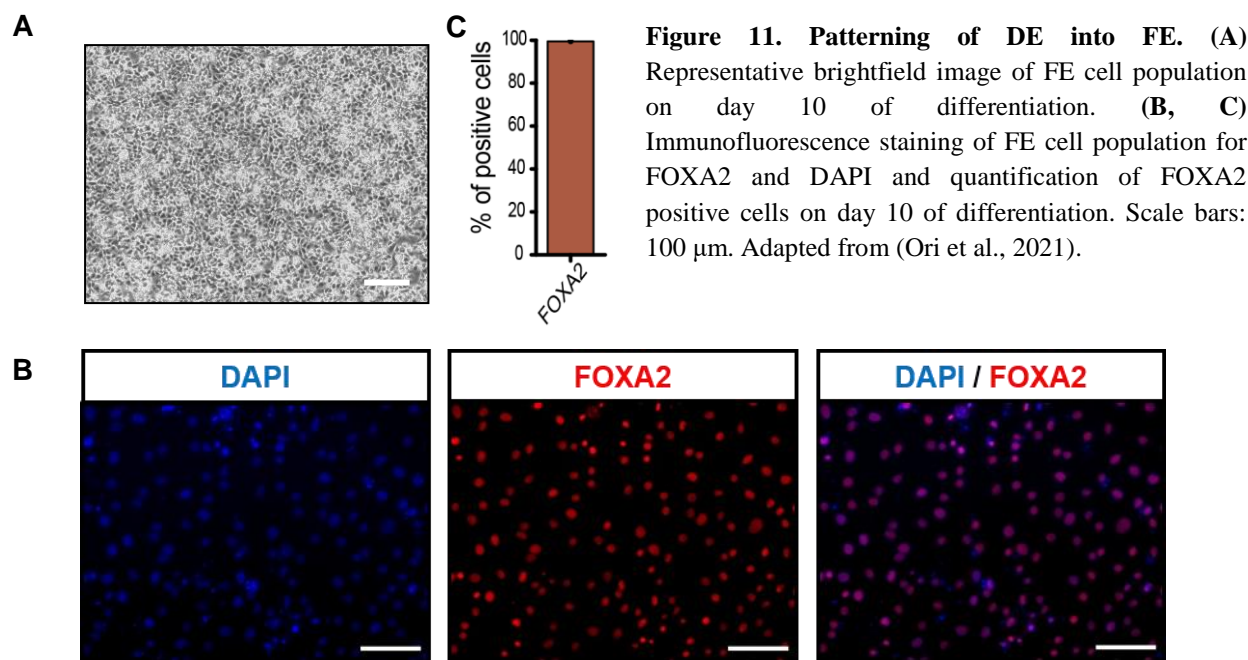 A
C
100
80
60
40
20
0
% of positive cells
FOXA2
Figure 11. Patterning of DE into FE. (A)
Representative brightfield image of FE cell population
on day 10 of differentiation. (B, C)
Immunofluorescence staining of FE cell population for
FOXA2 and DAPI and quantification of FOXA2
positive cells on day 10 of differentiation. Scale bars:
100 μm. Adapted from (Ori et al., 2021).
B
DAPI
FOXA2
DAPI / FOXA2